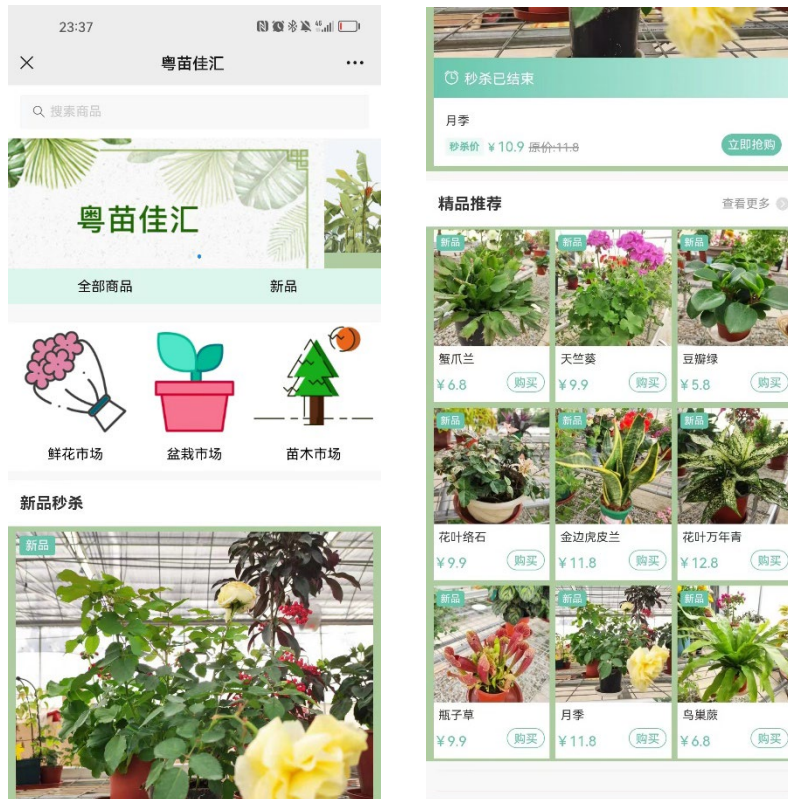 23:37
粤苗佳汇
搜素商品
粤苗佳汇
全部商品
新品
鲜花市场
盆栽市场
苗木市场
新品秒杀
新品
秒杀已结束
月季
秒杀价 ¥10.9 原价:11.8
立即抢购
精品推荐
查看更多
新品
新品
新品
蟹爪兰
天竺葵
豆瓣绿
¥6.8
购买
¥9.9
购买
¥5.8
购买
新品
新品
新品
花叶络石
金边虎皮兰
花叶万年青
¥9.9
购买
¥11.8
购买
¥12.8
购买
新品
新品
新品
瓶子草
月季
鸟巢蕨
¥9.9
购买
¥11.8
购买
¥6.8
购买